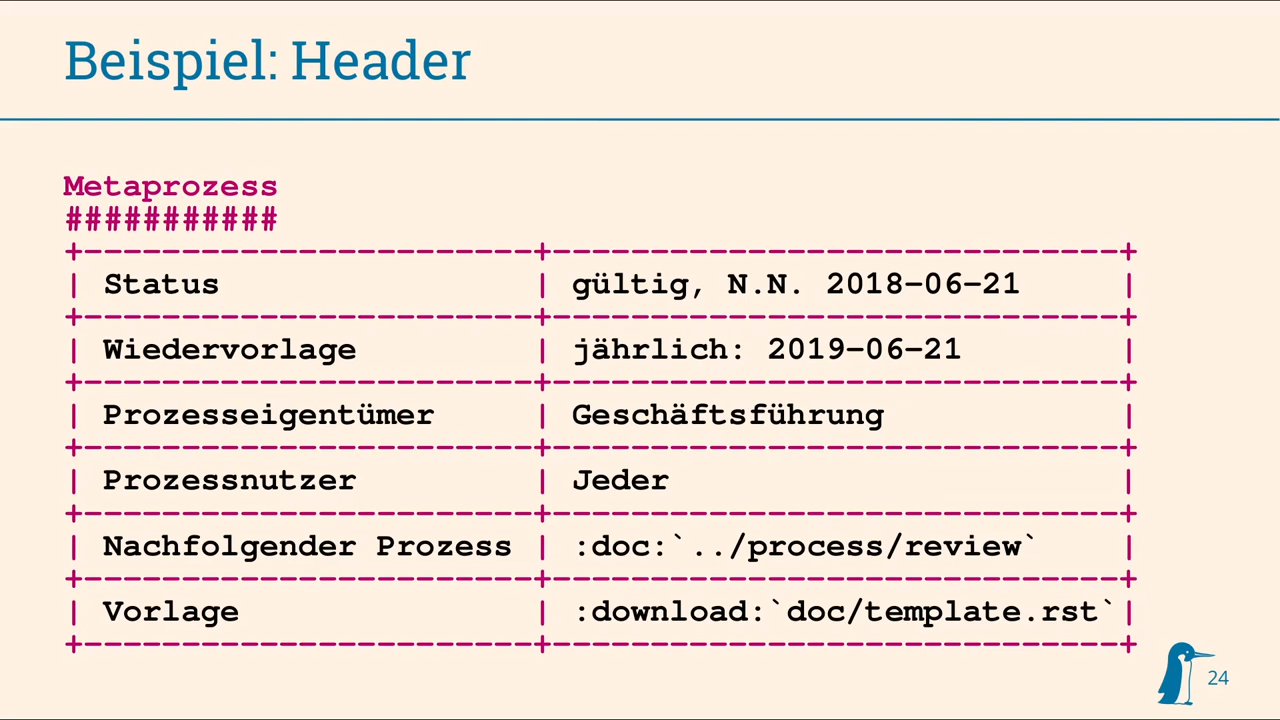 Beispiel: Header
Metaprozess
###########
+-----------------------+-----------------------------+
| Status                | gültig, N.N. 2018-06-21     |
+-----------------------+-----------------------------+
| Wiedervorlage         | jährlich: 2019-06-21        |
+-----------------------+-----------------------------+
| Prozesseigentümer     | Geschäftsführung            |
+-----------------------+-----------------------------+
| Prozessnutzer         | Jeder                       |
+-----------------------+-----------------------------+
| Nachfolgender Prozess | :doc:`../process/review`    |
+-----------------------+-----------------------------+
| Vorlage               | :download:`doc/template.rst`|
+-----------------------+-----------------------------+
24